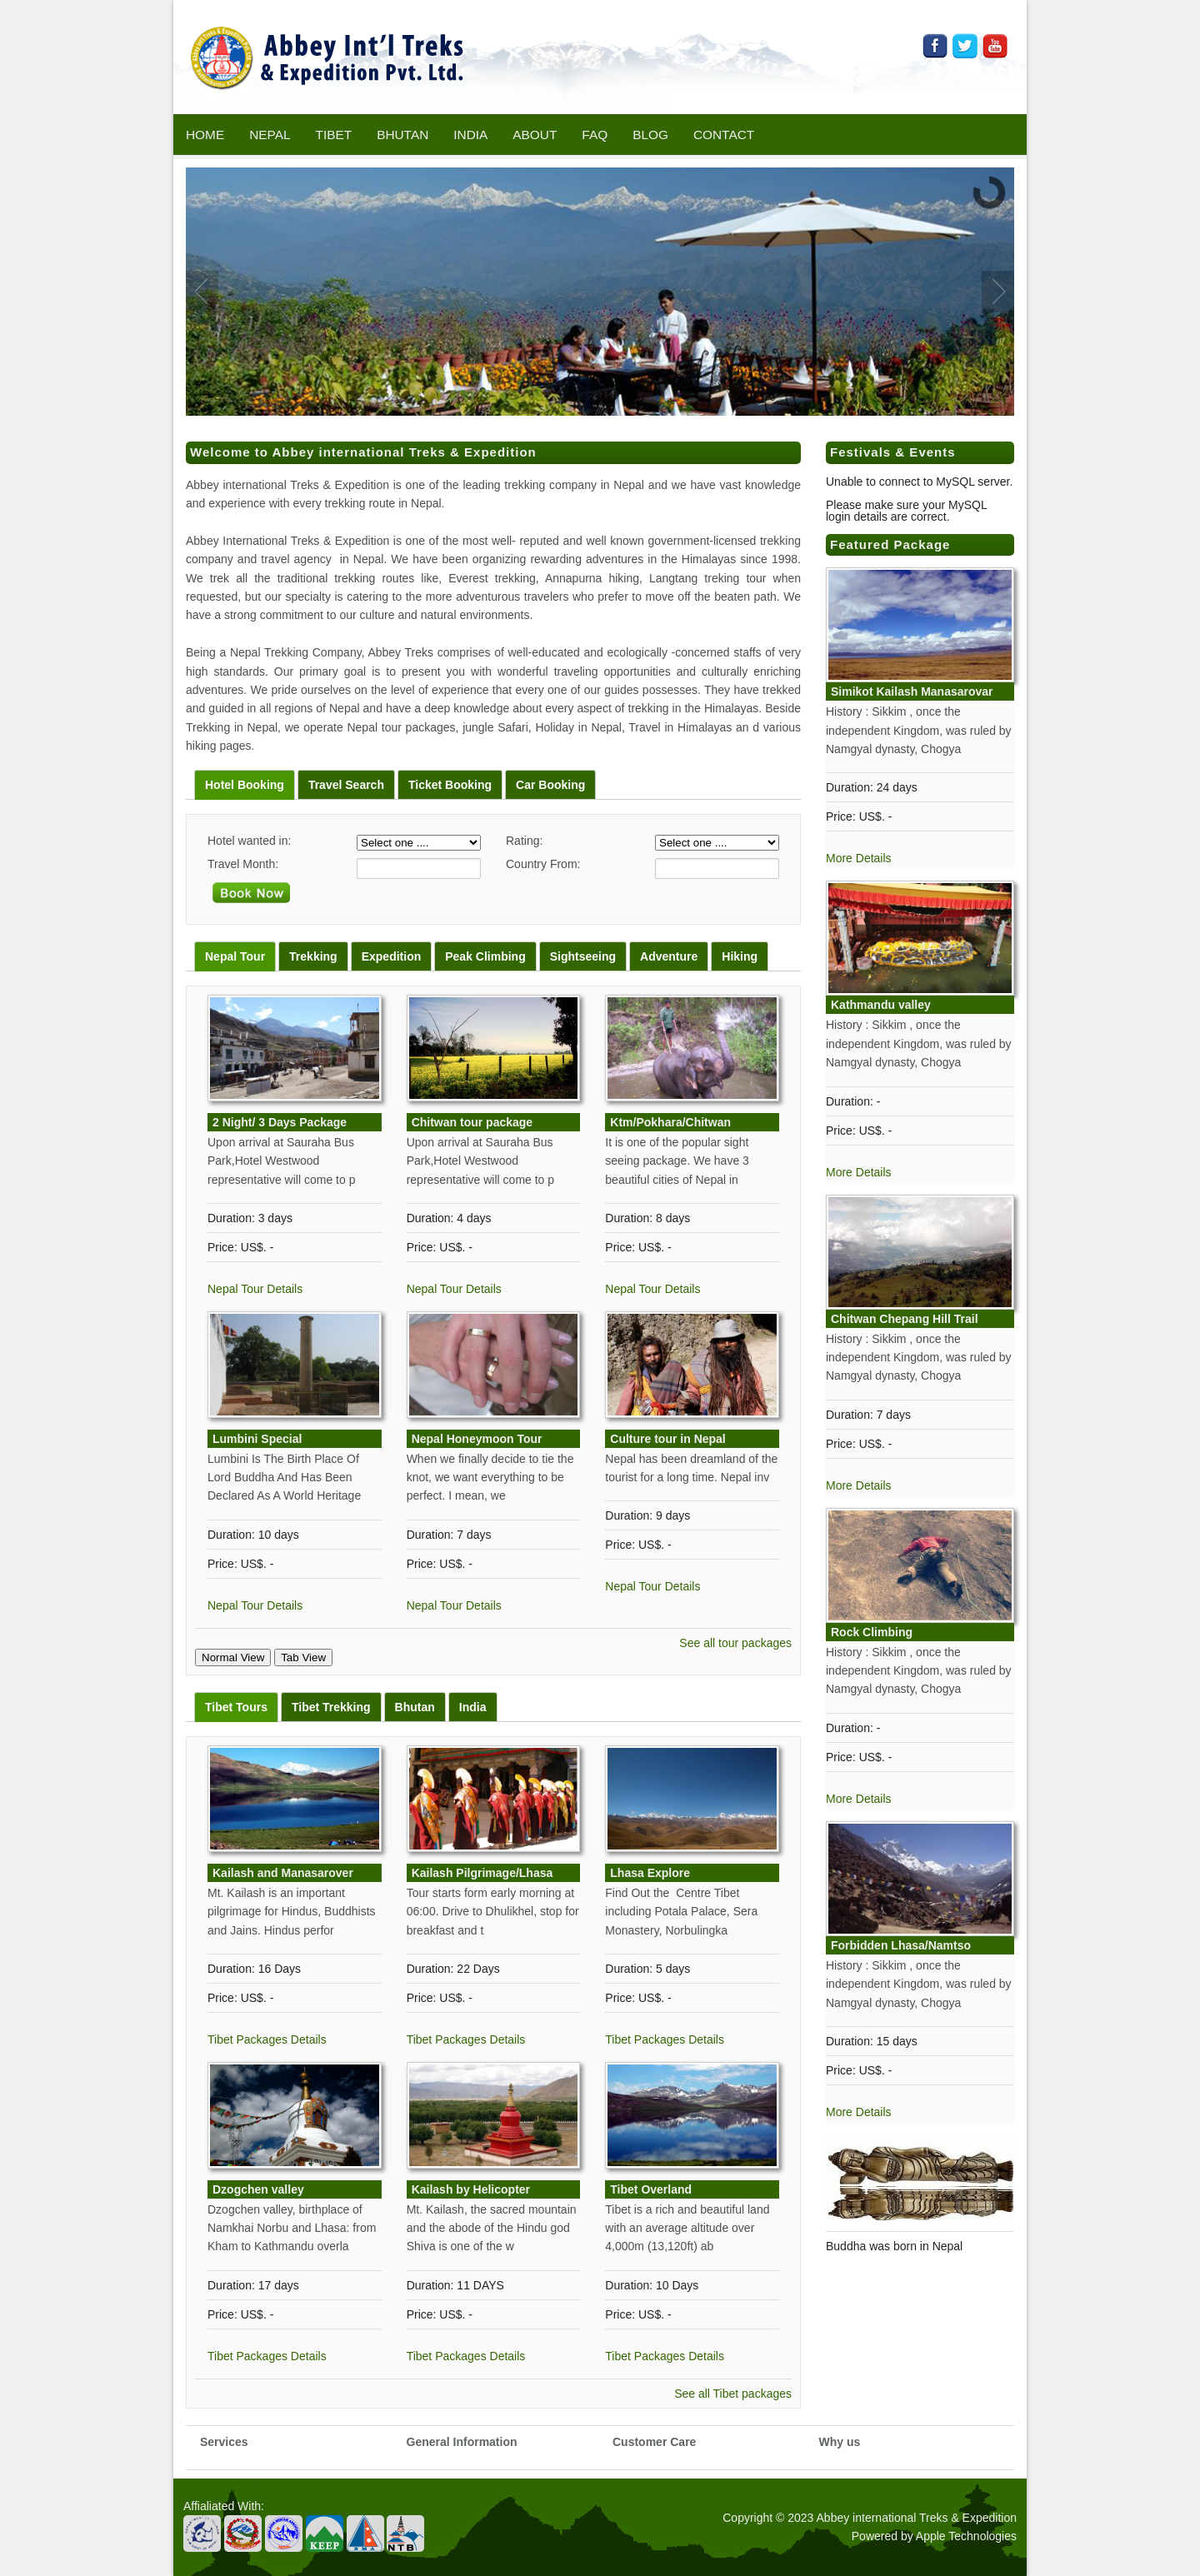 Abbey Int'l Treks
& Expedition Pvt. Ltd.
HOME NEPAL TIBET BHUTAN INDIA ABOUT FAQ BLOG CONTACT
Welcome to Abbey international Treks & Expedition
Abbey international Treks & Expedition is one of the leading trekking company in Nepal and we have vast knowledge
and experience with every trekking route in Nepal.
Abbey International Treks & Expedition is one of the most well- reputed and well known government-licensed trekking
company and travel agency in Nepal. We have been organizing rewarding adventures in the Himalayas since 1998.
We trek all the traditional trekking routes like, Everest trekking, Annapurna hiking, Langtang treking tour when
requested, but our specialty is catering to the more adventurous travelers who prefer to move off the beaten path. We
have a strong commitment to our culture and natural environments.
Being a Nepal Trekking Company, Abbey Treks comprises of well-educated and ecologically -concerned staffs of very
high standards. Our primary goal is to present you with wonderful traveling opportunities and culturally enriching
adventures. We pride ourselves on the level of experience that every one of our guides possesses. They have trekked
and guided in all regions of Nepal and have a deep knowledge about every aspect of trekking in the Himalayas. Beside
Trekking in Nepal, we operate Nepal tour packages, jungle Safari, Holiday in Nepal, Travel in Himalayas an d various
hiking pages.
Hotel Booking Travel Search Ticket Booking Car Booking
Hotel wanted in: Select one .... Rating: Select one ....
Travel Month: Country From:
Book Now
Nepal Tour Trekking Expedition Peak Climbing Sightseeing Adventure Hiking
2 Night/ 3 Days Package
Upon arrival at Sauraha Bus
Park,Hotel Westwood
representative will come to p
Duration: 3 days
Price: US$. -
Nepal Tour Details
Chitwan tour package
Upon arrival at Sauraha Bus
Park,Hotel Westwood
representative will come to p
Duration: 4 days
Price: US$. -
Nepal Tour Details
Ktm/Pokhara/Chitwan
It is one of the popular sight
seeing package. We have 3
beautiful cities of Nepal in
Duration: 8 days
Price: US$. -
Nepal Tour Details
Lumbini Special
Lumbini Is The Birth Place Of
Lord Buddha And Has Been
Declared As A World Heritage
Duration: 10 days
Price: US$. -
Nepal Tour Details
Nepal Honeymoon Tour
When we finally decide to tie the
knot, we want everything to be
perfect. I mean, we
Duration: 7 days
Price: US$. -
Nepal Tour Details
Culture tour in Nepal
Nepal has been dreamland of the
tourist for a long time. Nepal inv
Duration: 9 days
Price: US$. -
Nepal Tour Details
See all tour packages
Normal View Tab View
Tibet Tours Tibet Trekking Bhutan India
Kailash and Manasarover
Mt. Kailash is an important
pilgrimage for Hindus, Buddhists
and Jains. Hindus perfor
Duration: 16 Days
Price: US$. -
Tibet Packages Details
Kailash Pilgrimage/Lhasa
Tour starts form early morning at
06:00. Drive to Dhulikhel, stop for
breakfast and t
Duration: 22 Days
Price: US$. -
Tibet Packages Details
Lhasa Explore
Find Out the Centre Tibet
including Potala Palace, Sera
Monastery, Norbulingka
Duration: 5 days
Price: US$. -
Tibet Packages Details
Dzogchen valley
Dzogchen valley, birthplace of
Namkhai Norbu and Lhasa: from
Kham to Kathmandu overla
Duration: 17 days
Price: US$. -
Tibet Packages Details
Kailash by Helicopter
Mt. Kailash, the sacred mountain
and the abode of the Hindu god
Shiva is one of the w
Duration: 11 DAYS
Price: US$. -
Tibet Packages Details
Tibet Overland
Tibet is a rich and beautiful land
with an average altitude over
4,000m (13,120ft) ab
Duration: 10 Days
Price: US$. -
Tibet Packages Details
See all Tibet packages
Festivals & Events
Unable to connect to MySQL server.
Please make sure your MySQL
login details are correct.
Featured Package
Simikot Kailash Manasarovar
History : Sikkim , once the
independent Kingdom, was ruled by
Namgyal dynasty, Chogya
Duration: 24 days
Price: US$. -
More Details
Kathmandu valley
History : Sikkim , once the
independent Kingdom, was ruled by
Namgyal dynasty, Chogya
Duration: -
Price: US$. -
More Details
Chitwan Chepang Hill Trail
History : Sikkim , once the
independent Kingdom, was ruled by
Namgyal dynasty, Chogya
Duration: 7 days
Price: US$. -
More Details
Rock Climbing
History : Sikkim , once the
independent Kingdom, was ruled by
Namgyal dynasty, Chogya
Duration: -
Price: US$. -
More Details
Forbidden Lhasa/Namtso
History : Sikkim , once the
independent Kingdom, was ruled by
Namgyal dynasty, Chogya
Duration: 15 days
Price: US$. -
More Details
Buddha was born in Nepal
Services General Information Customer Care Why us
Affialiated With:
KEEP
NTB
Copyright © 2023 Abbey international Treks & Expedition
Powered by Apple Technologies